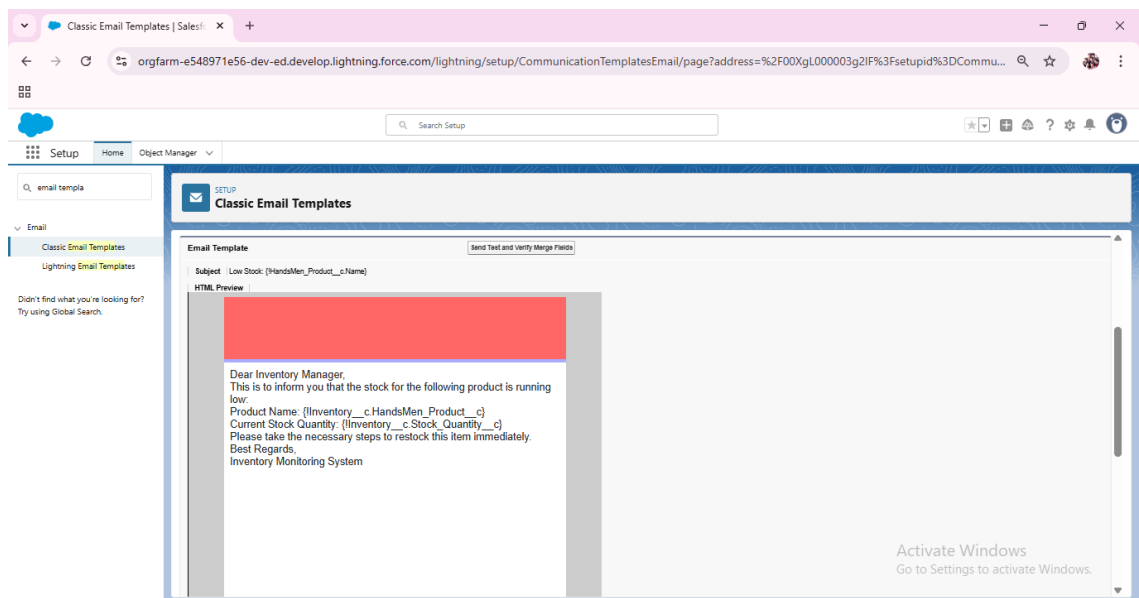 Classic Email Templates | Salesfo
orgfarm-e548971e56-dev-ed.develop.lightning.force.com/lightning/setup/CommunicationTemplatesEmail/page?address=%2F00XgL000003g2IF%3Fsetupid%3DCommu...
Search Setup
Setup
Home
Object Manager
email templa
SETUP
Classic Email Templates
Email
Classic Email Templates
Lightning Email Templates
Didn't find what you're looking for?
Try using Global Search.
Email Template
Send Test and Verify Merge Fields
Subject
Low Stock: {!HandsMen_Product__c.Name}
HTML Preview
Dear Inventory Manager,
This is to inform you that the stock for the following product is running
low:
Product Name: {!Inventory__c.HandsMen_Product__c}
Current Stock Quantity: {!Inventory__c.Stock_Quantity__c}
Please take the necessary steps to restock this item immediately.
Best Regards,
Inventory Monitoring System
Activate Windows
Go to Settings to activate Windows.